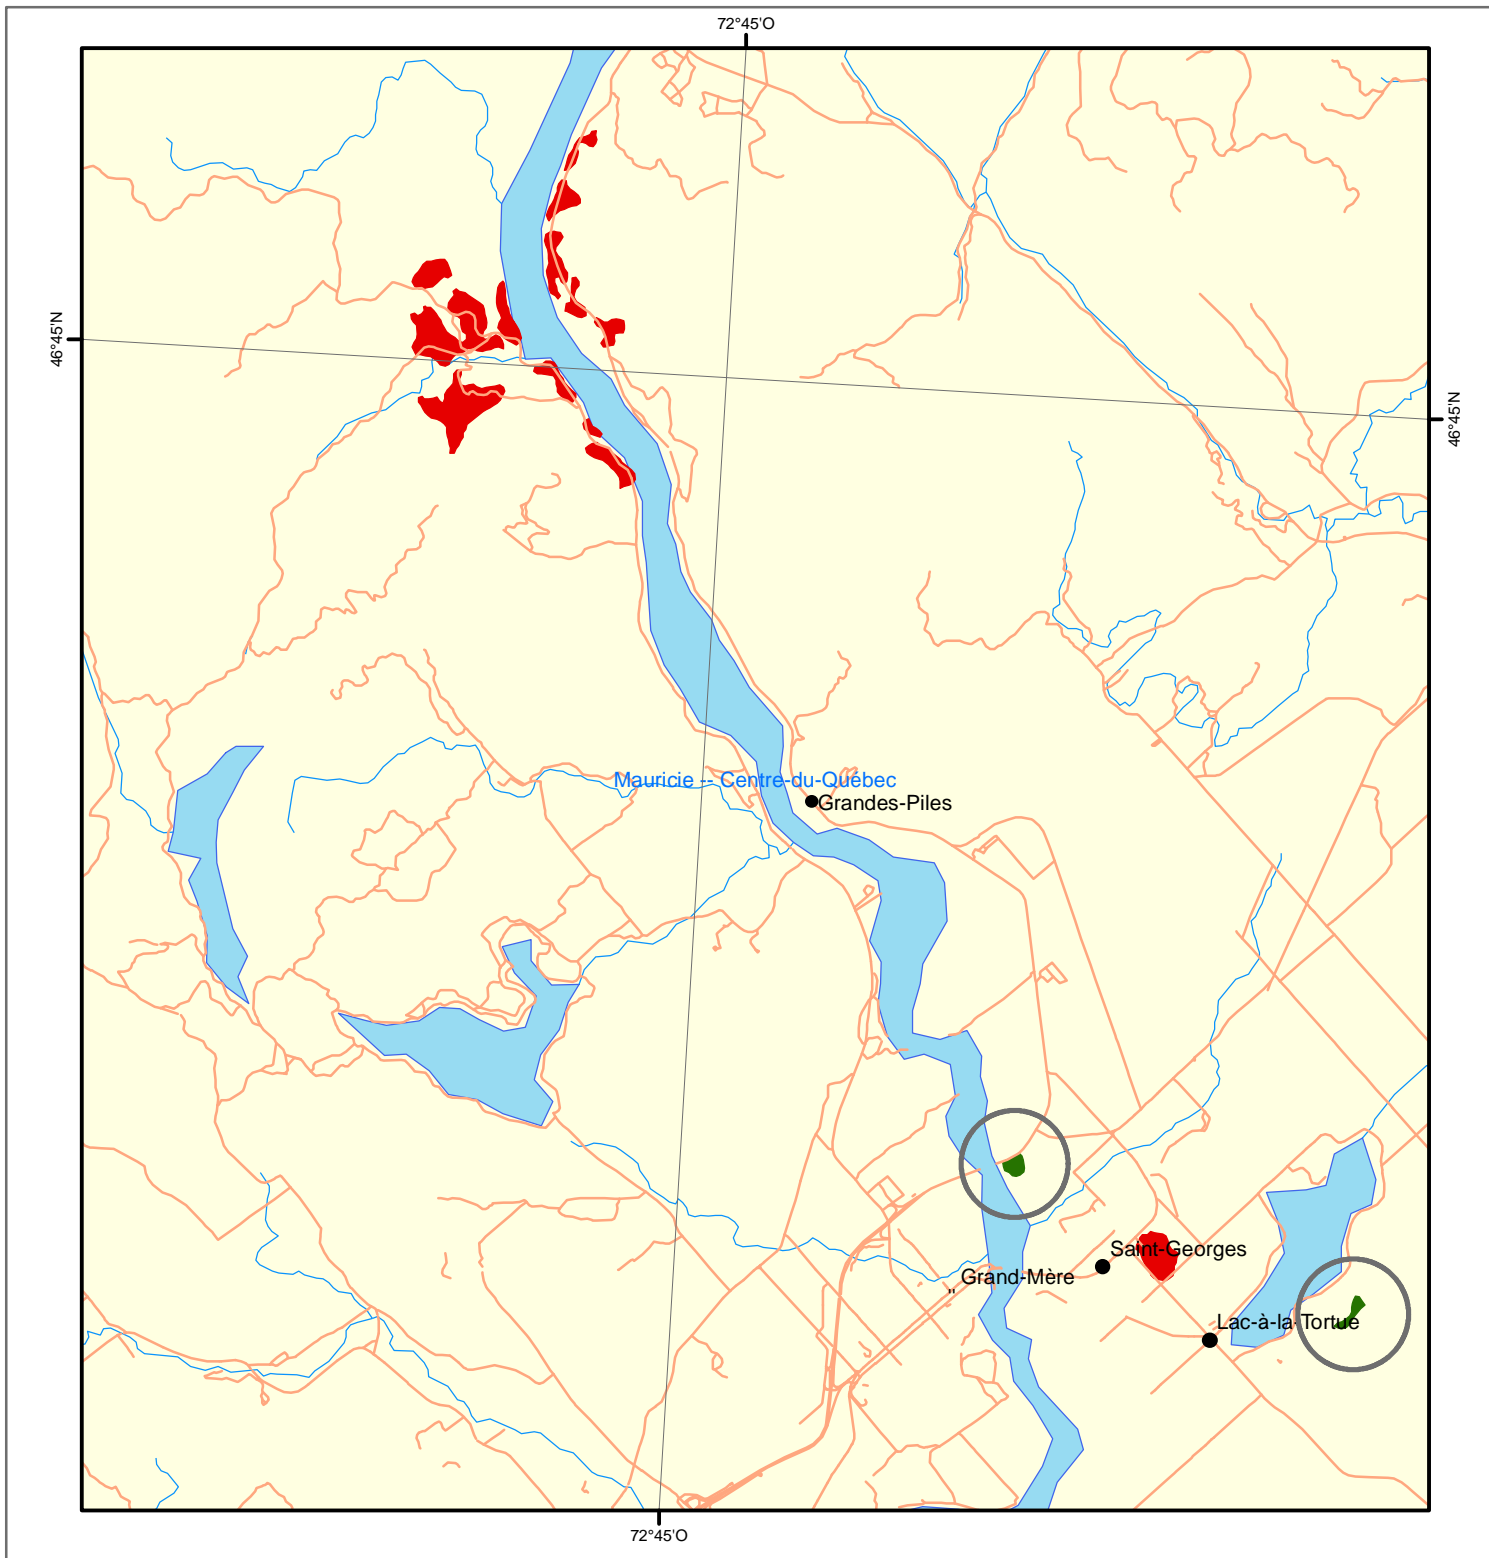 72°45'O
46°45'N
46°45'N
Mauricie -- Centre-du-Québec
Grandes-Piles
Saint-Georges
Grand-Mère
"
Lac-à-la-Tortue
72°45'O